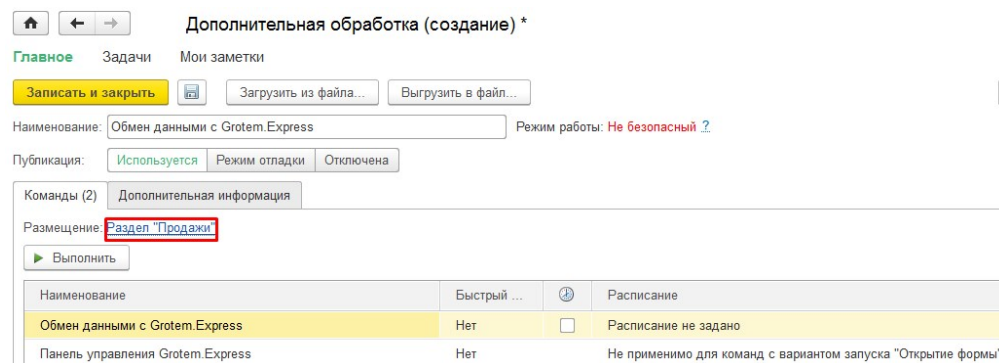 Дополнительная обработка (создание) *
Главное Задачи Мои заметки
Записать и закрыть Загрузить из файла... Выгрузить в файл...
Наименование: Обмен данными с Grotem.Express Режим работы: Не безопасный ?
Публикация: Используется Режим отладки Отключена
Команды (2) Дополнительная информация
Размещение: Раздел "Продажи"
Выполнить
Наименование Быстрый ... Расписание
Обмен данными с Grotem.Express Нет Расписание не задано
Панель управления Grotem.Express Нет Не применимо для команд с вариантом запуска "Открытие формы"